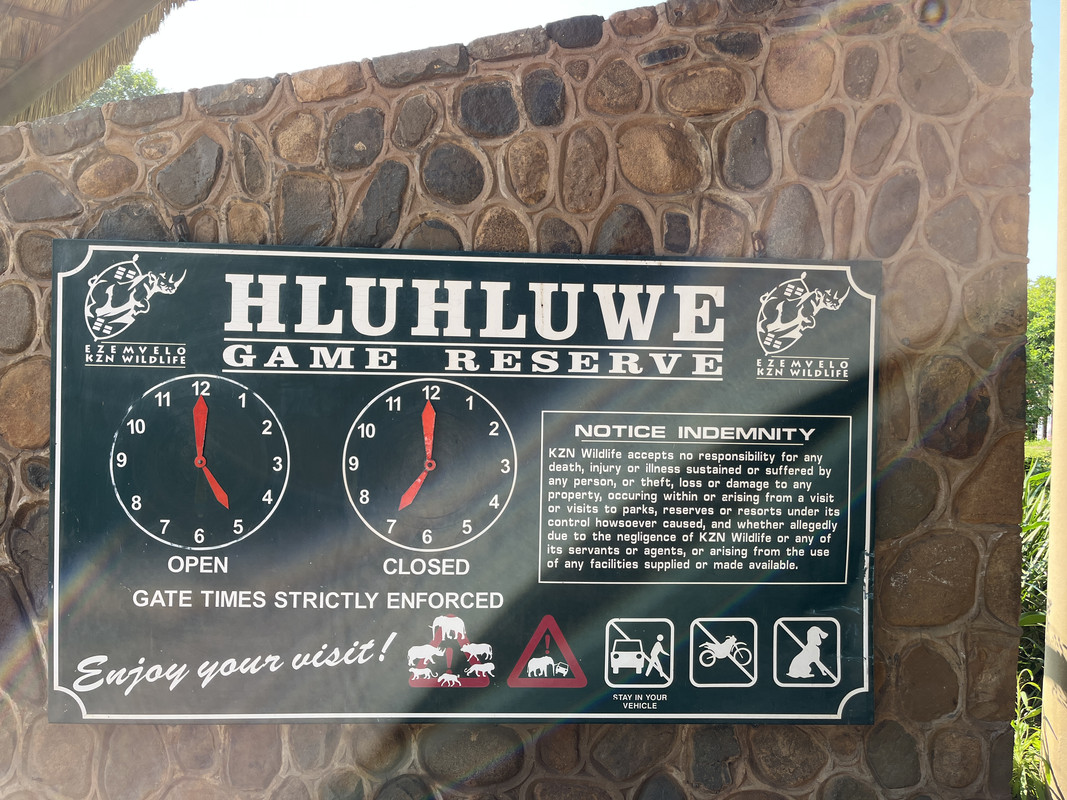 HLUHLUWE
GAME RESERVE
EZEMVELO
KZN WILDLIFE
EZEMVELO
KZN WILDLIFE
12
1
2
3
4
5
6
7
8
9
10
11
OPEN
12
1
2
3
4
5
6
7
8
9
10
11
CLOSED
GATE TIMES STRICTLY ENFORCED
Enjoy your visit!
NOTICE INDEMNITY
KZN Wildlife accepts no responsibility for any
death, injury or illness sustained or suffered by
any person, or theft, loss or damage to any
property, occuring within or arising from a visit
or visits to parks, reserves or resorts under its
control howsoever caused, and whether allegedly
due to the negligence of KZN Wildlife or any of
its servants or agents, or arising from the use
of any facilities supplied or made available.
STAY IN YOUR
VEHICLE